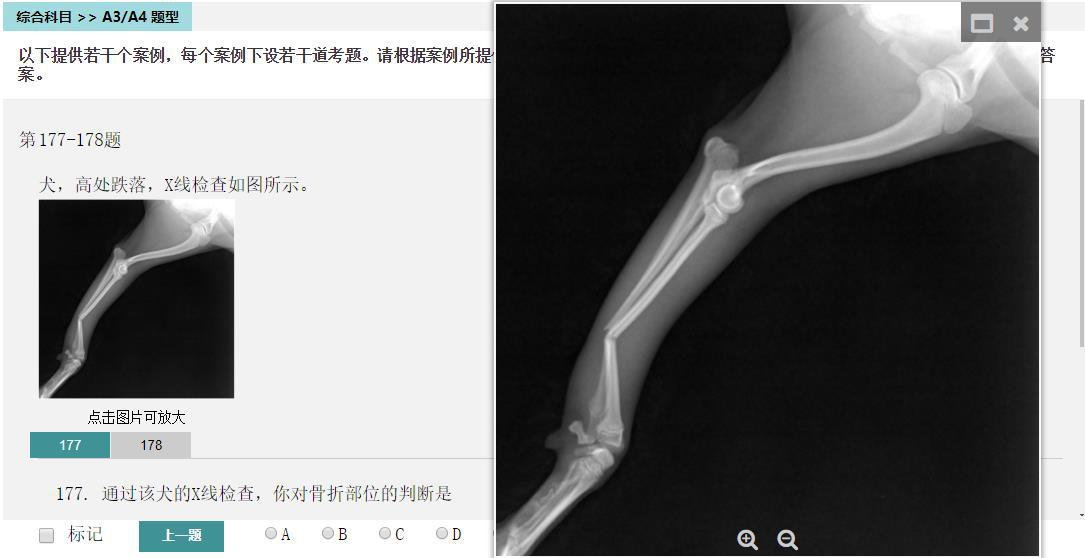 综合科目 >> A3/A4 题型
以下提供若干个案例，每个案例下设若干道考题。请根据案例所提
答
案。
第177-178题
犬，高处跌落，X线检查如图所示。
点击图片可放大
177 178
177. 通过该犬的X线检查，你对骨折部位的判断是
标记 上一题 A B C D